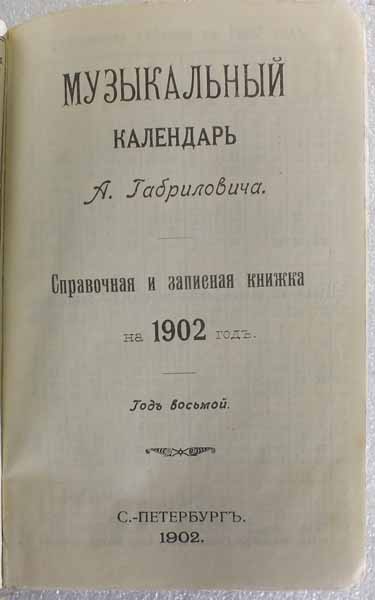 МУЗЫКАЛЬНЫЙ
КАЛЕНДАРЬ
А. Габриловича.
Справочная и записная книжка
на 1902 годъ.
Годъ восьмой.
С.-ПЕТЕРБУРГЪ.
1902.